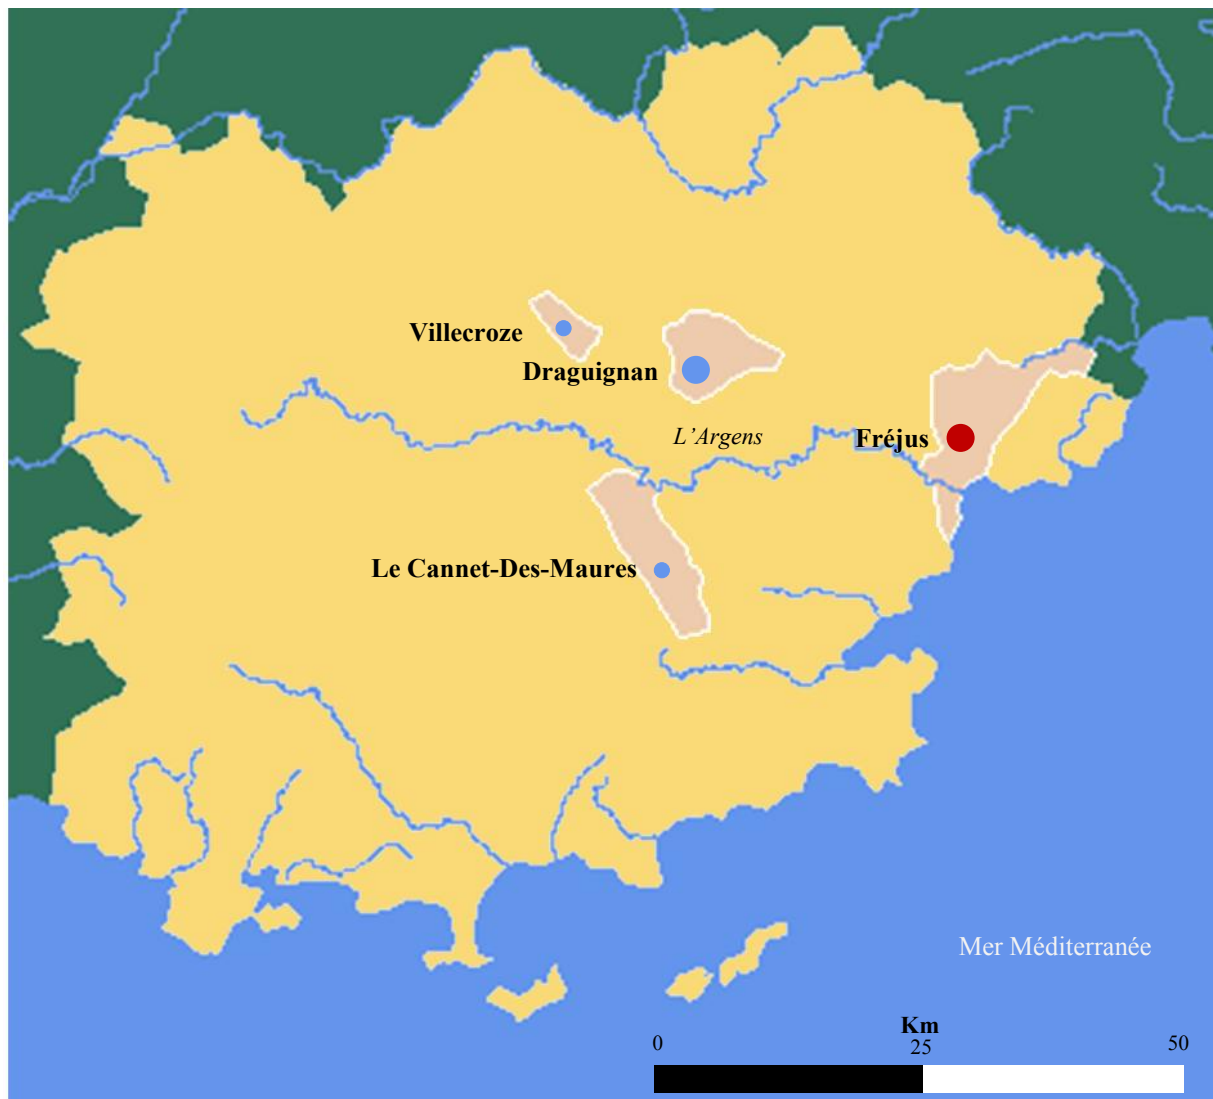 Villecroze
Draguignan
L’Argens
Fréjus
Le Cannet-Des-Maures
Mer Méditerranée
Km
0 25 50